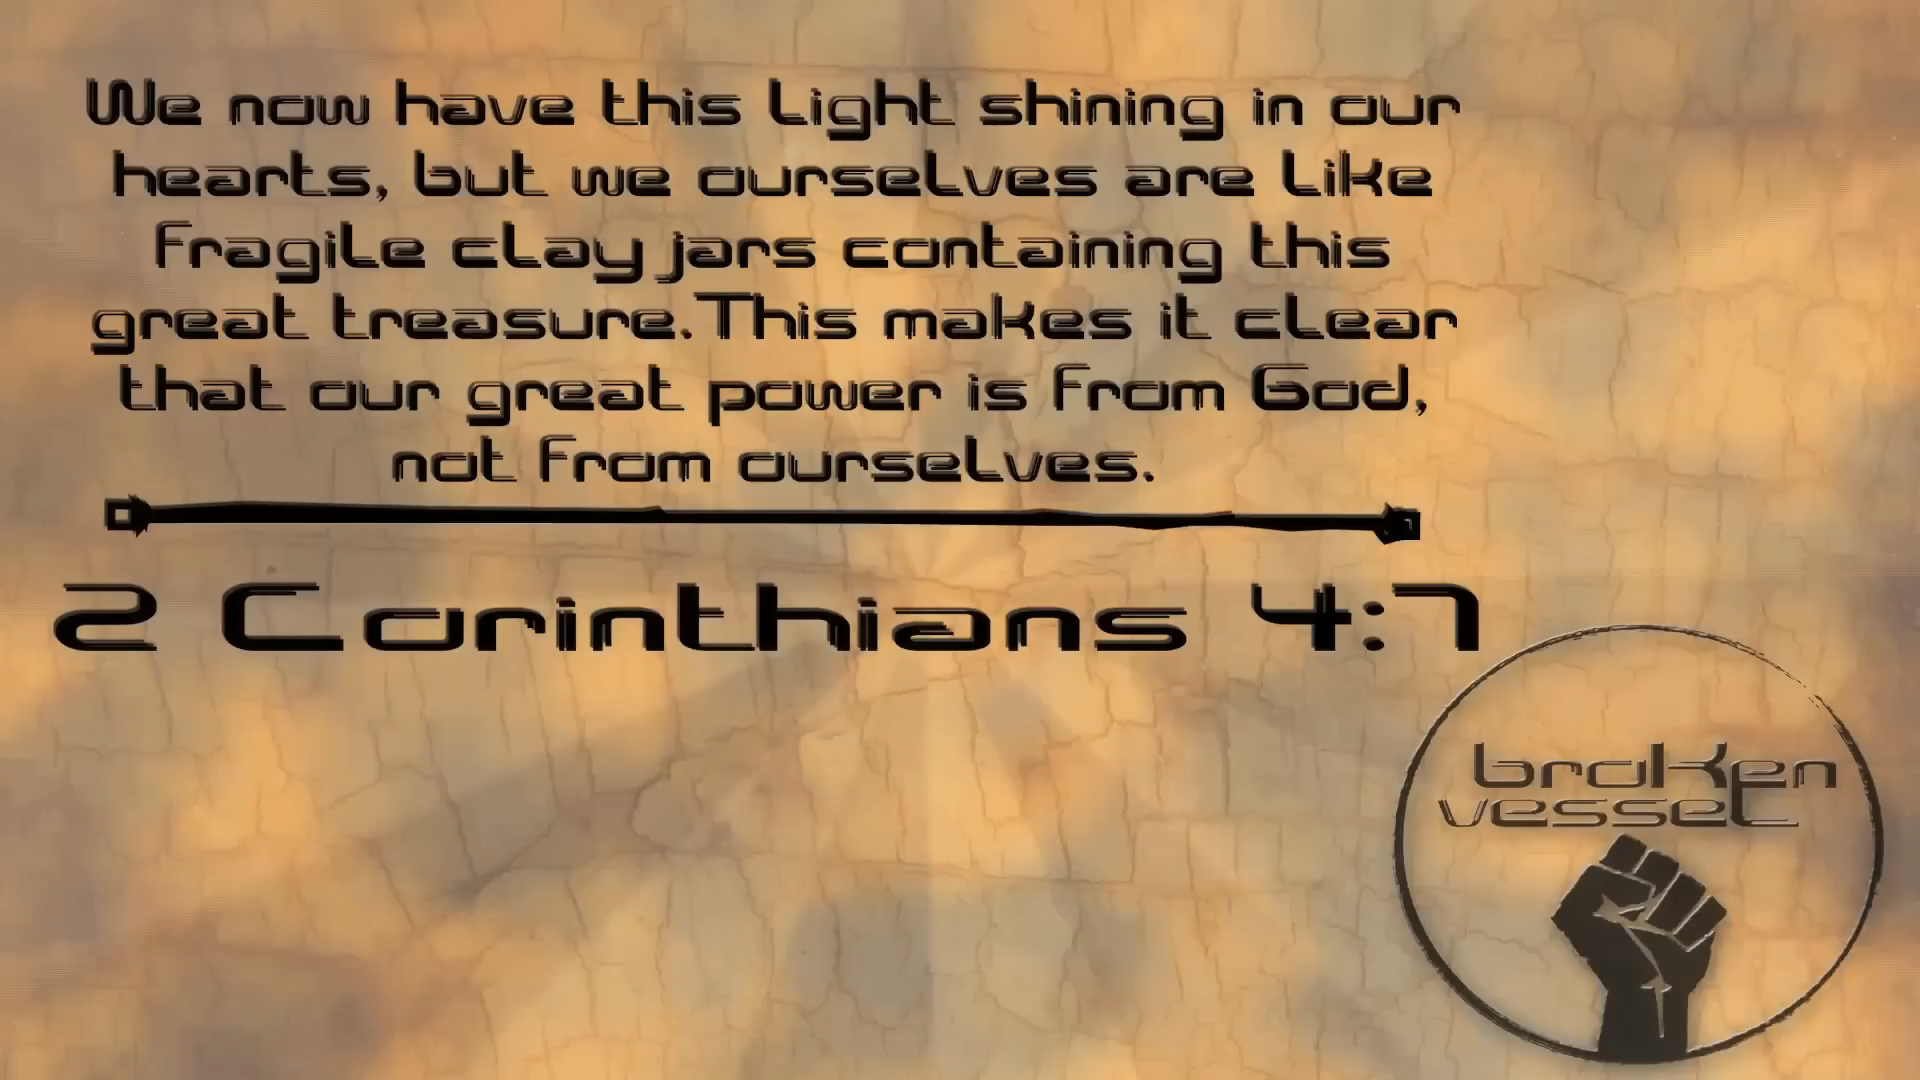 We now have this light shining in our
hearts, but we ourselves are like
fragile clay jars containing this
great treasure.This makes it clear
that our great power is from God,
not from ourselves.
2 Corinthians 4:7
broken
vessel